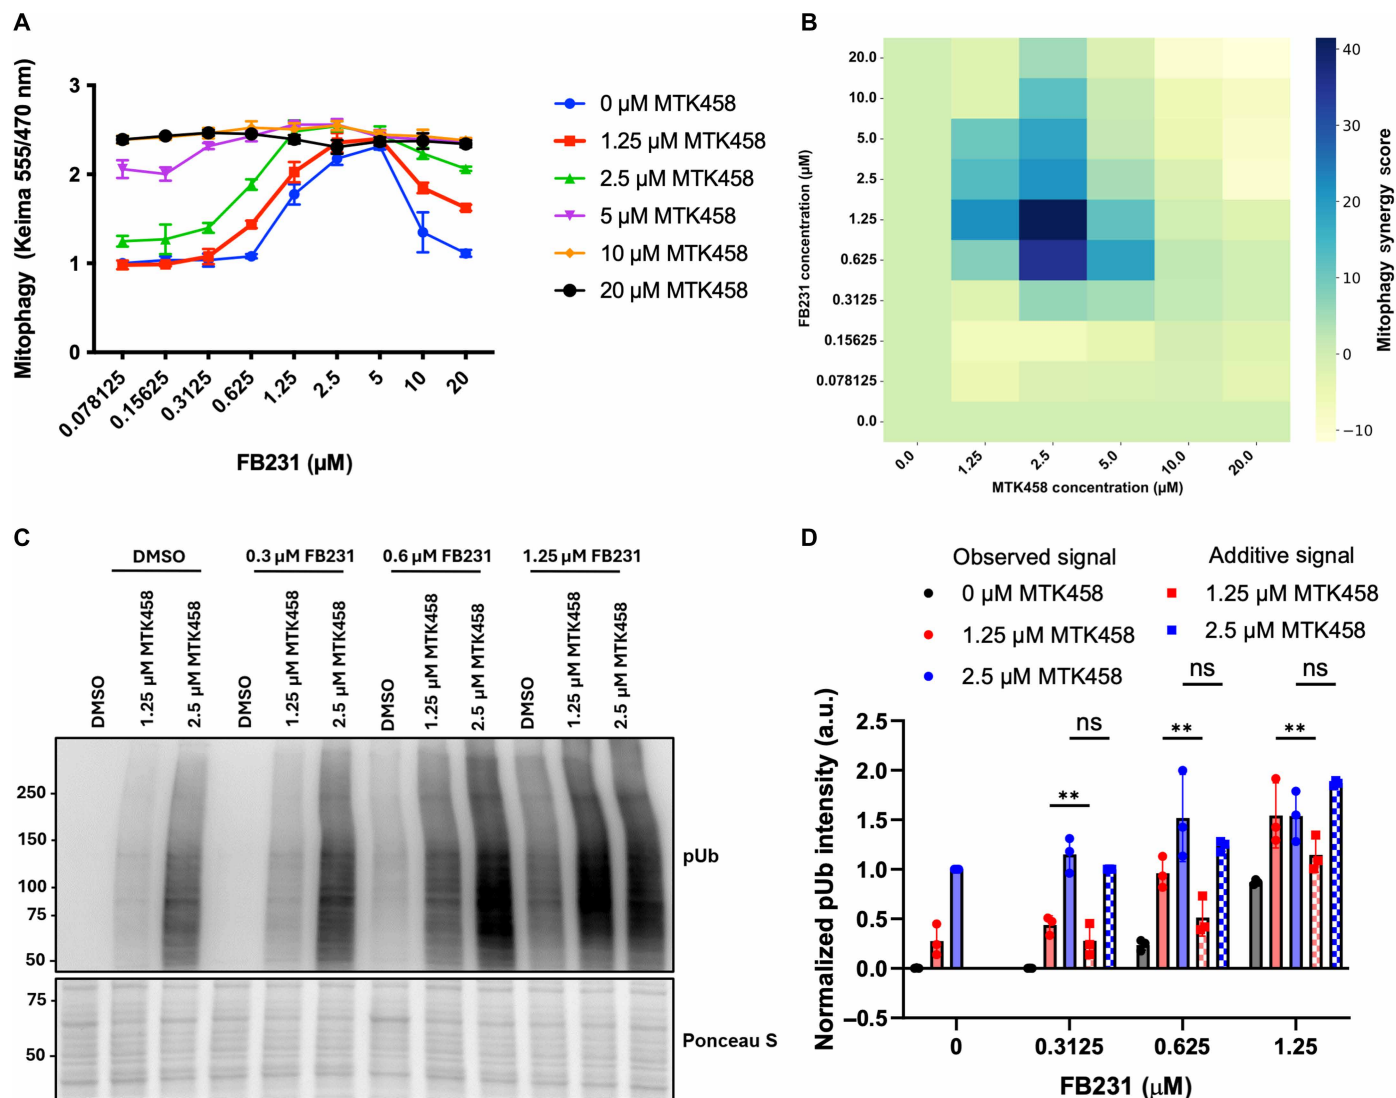 A
Mitophagy (Keima 555/470 nm)
3
2
1
0
0.078125
0.15625
0.3125
0.625
1.25
2.5
5
10
20
FB231 (µM)
0 µM MTK458
1.25 µM MTK458
2.5 µM MTK458
5 µM MTK458
10 µM MTK458
20 µM MTK458
B
FB231 concentration (µM)
20.0
10.0
5.0
2.5
1.25
0.625
0.3125
0.15625
0.078125
0.0
0.0
1.25
2.5
5.0
10.0
20.0
MTK458 concentration (µM)
40
30
20
10
0
−10
Mitophagy synergy score
C
DMSO
0.3 µM FB231
0.6 µM FB231
1.25 µM FB231
DMSO
1.25 µM MTK458
2.5 µM MTK458
DMSO
1.25 µM MTK458
2.5 µM MTK458
DMSO
1.25 µM MTK458
2.5 µM MTK458
DMSO
1.25 µM MTK458
2.5 µM MTK458
250
150
100
75
50
pUb
75
50
Ponceau S
D
Observed signal
0 µM MTK458
1.25 µM MTK458
2.5 µM MTK458
Additive signal
1.25 µM MTK458
2.5 µM MTK458
Normalized pUb intensity (a.u.)
2.5
2.0
1.5
1.0
0.5
0.0
−0.5
**
ns
**
ns
**
ns
0
0.3125
0.625
1.25
FB231 (µM)